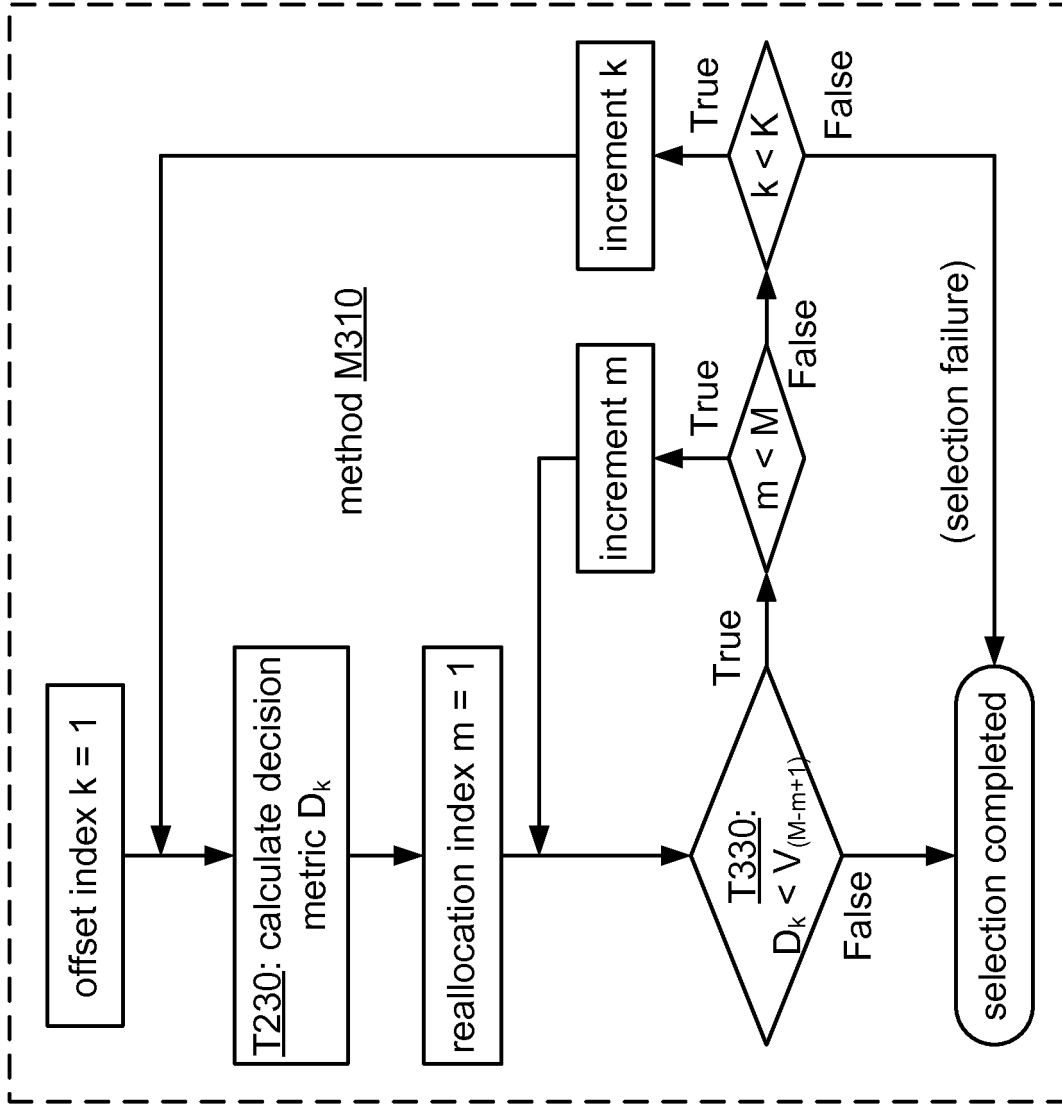 offset index k = 1
T230: calculate decision
metric Dk
reallocation index m = 1
T330:
Dk < V(M-m+1)
True
False
selection completed
method M310
increment m
True
m < M
False
increment k
True
k < K
False
(selection failure)